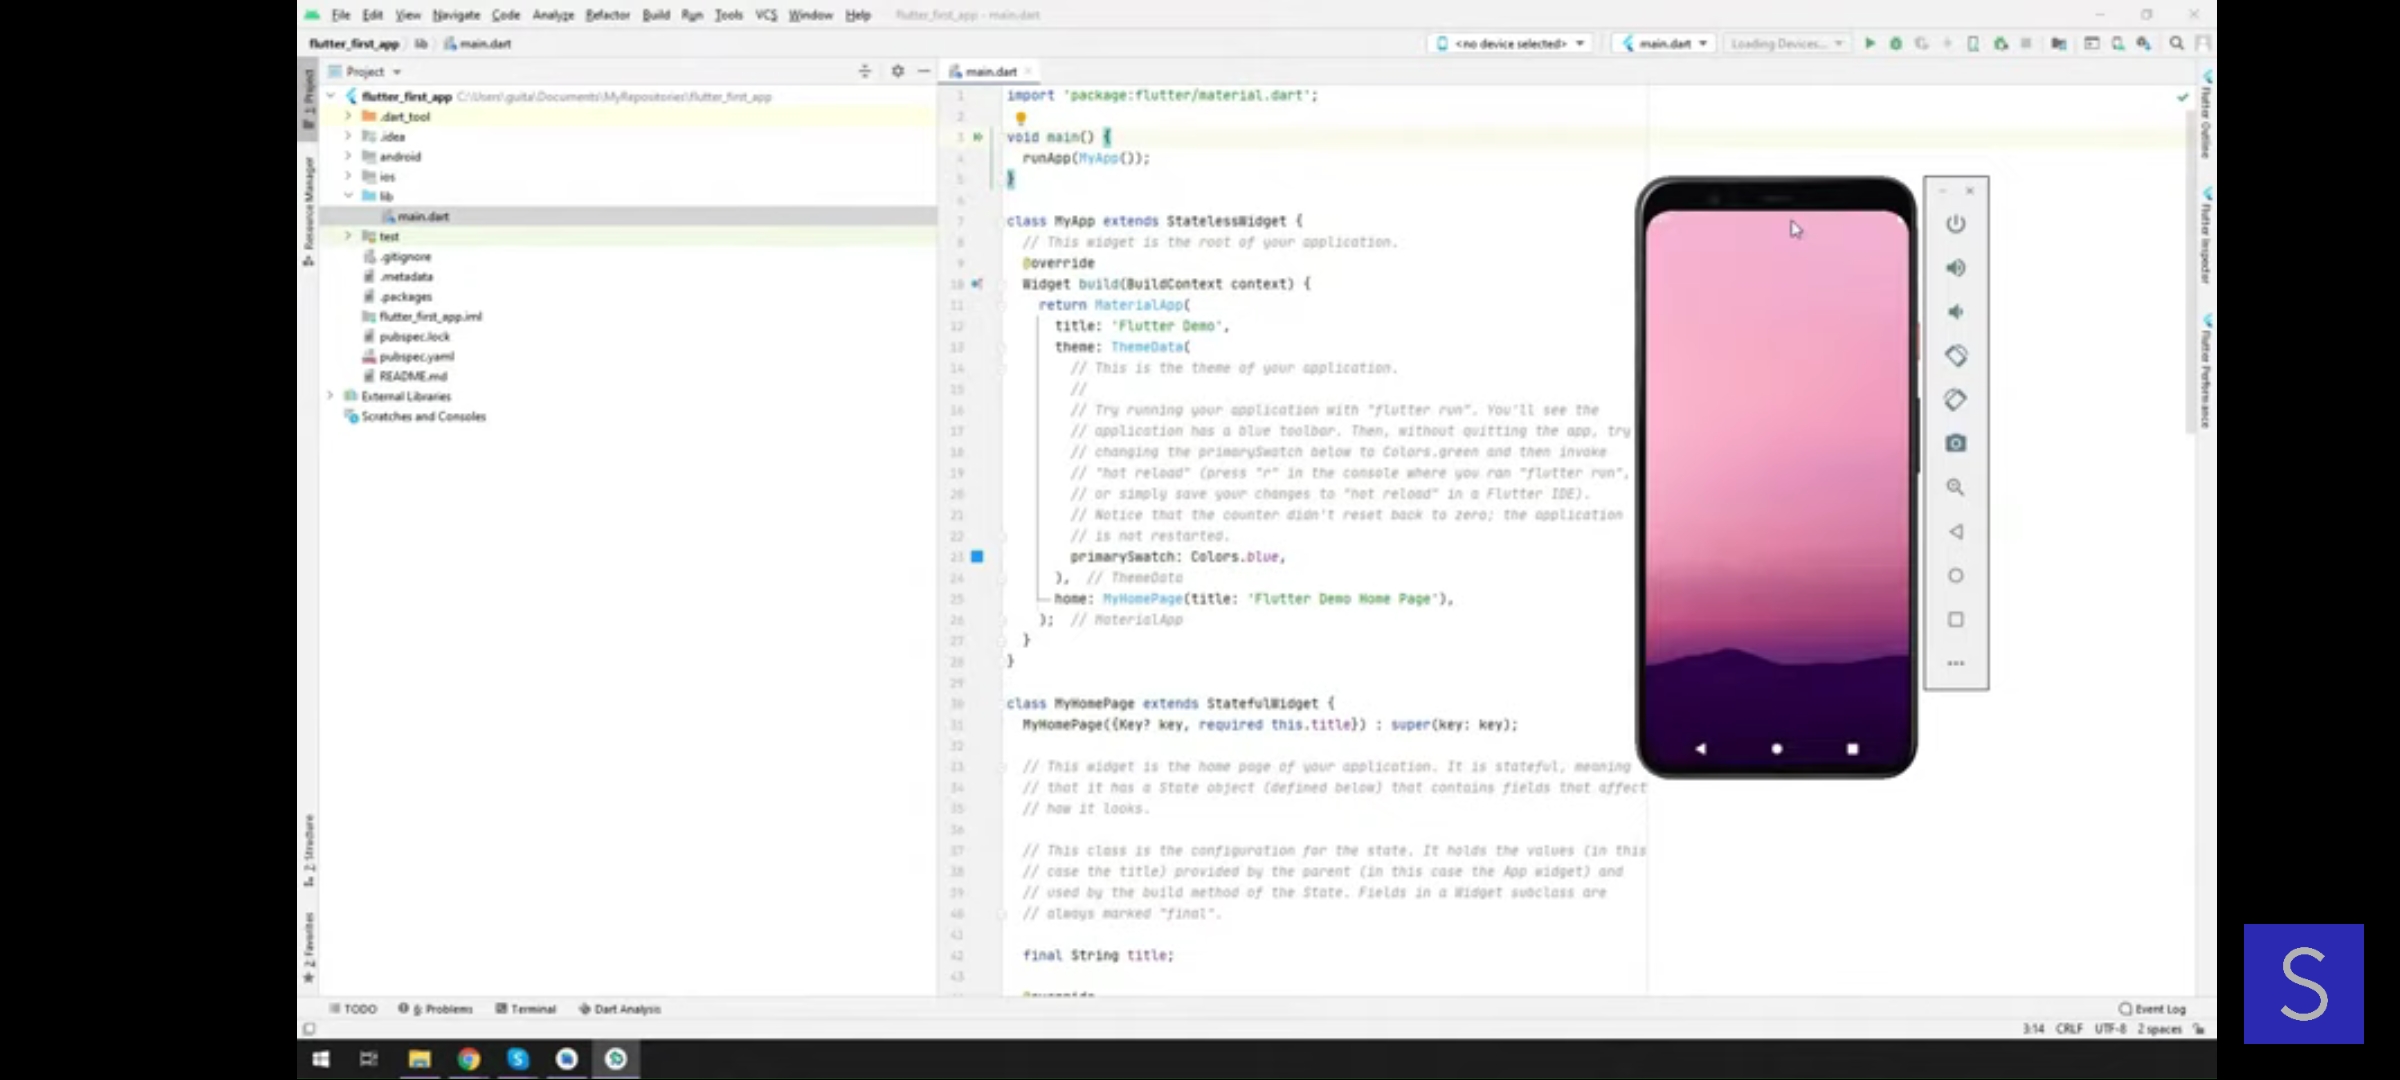 File Edit View Navigate Code Analyze Refactor Build Run Tools VCS Window Help flutter_first_app - main.dart
flutter_first_app lib main.dart <no device selected> main.dart Loading Devices...
Project main.dart
1: Project
Resource Manager
Z: Structure
2: Favorites
flutter_first_app C:\Users\guita\Documents\MyRepositories\flutter_first_app
.dart_tool
.idea
android
ios
lib
main.dart
test
.gitignore
.metadata
.packages
flutter_first_app.iml
pubspec.lock
pubspec.yaml
README.md
External Libraries
Scratches and Consoles
1 import 'package:flutter/material.dart';
2
3 void main() {
4 runApp(MyApp());
5 }
6
7 class MyApp extends StatelessWidget {
8 // This widget is the root of your application.
9 @override
10 Widget build(BuildContext context) {
11 return MaterialApp(
12 title: 'Flutter Demo',
13 theme: ThemeData(
14 // This is the theme of your application.
15 //
16 // Try running your application with "flutter run". You'll see the
17 // application has a blue toolbar. Then, without quitting the app, try
18 // changing the primarySwatch below to Colors.green and then invoke
19 // "hot reload" (press "r" in the console where you ran "flutter run",
20 // or simply save your changes to "hot reload" in a Flutter IDE).
21 // Notice that the counter didn't reset back to zero; the application
22 // is not restarted.
23 primarySwatch: Colors.blue,
24 ), // ThemeData
25 home: MyHomePage(title: 'Flutter Demo Home Page'),
26 ); // MaterialApp
27 }
28 }
29
30 class MyHomePage extends StatefulWidget {
31 MyHomePage({Key? key, required this.title}) : super(key: key);
32
33 // This widget is the home page of your application. It is stateful, meaning
34 // that it has a State object (defined below) that contains fields that affect
35 // how it looks.
36
37 // This class is the configuration for the state. It holds the values (in this
38 // case the title) provided by the parent (in this case the App widget) and
39 // used by the build method of the State. Fields in a Widget subclass are
40 // always marked "final".
41
42 final String title;
43
@override
Flutter Outline
Flutter Inspector
Flutter Performance
TODO 6: Problems Terminal Dart Analysis Event Log
3:14 CRLF UTF-8 2 spaces
S